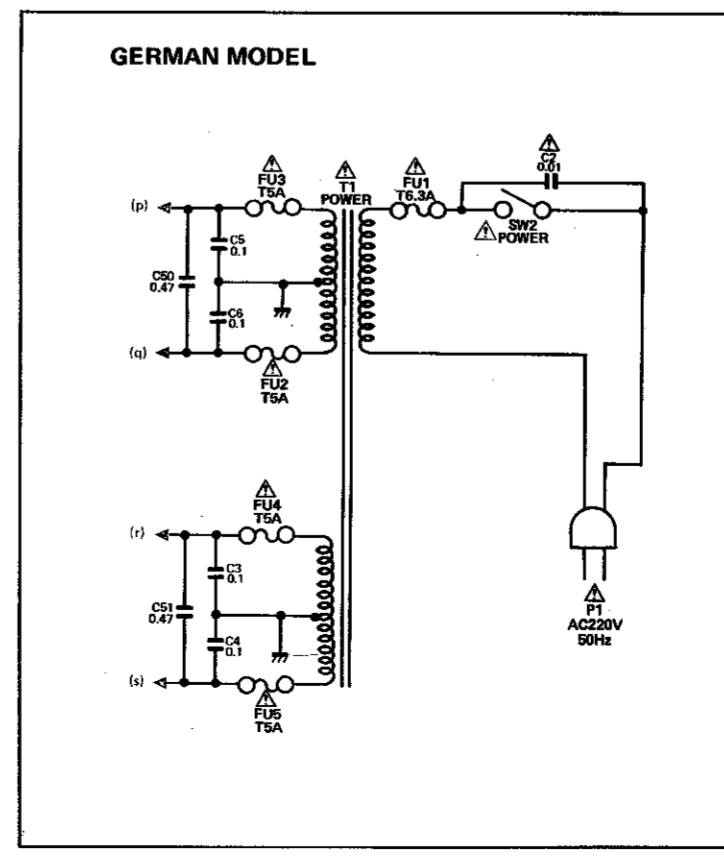 GERMAN MODEL
C2
0.01
FU3
T5A
T1
POWER
FU1
T6.3A
(p)
SW2
POWER
C5
0.1
C50
0.47
C6
0.1
(q)
FU2
T5A
FU4
T5A
(r)
C3
0.1
C51
0.47
C4
0.1
P1
AC220V
50Hz
(s)
FU5
T5A